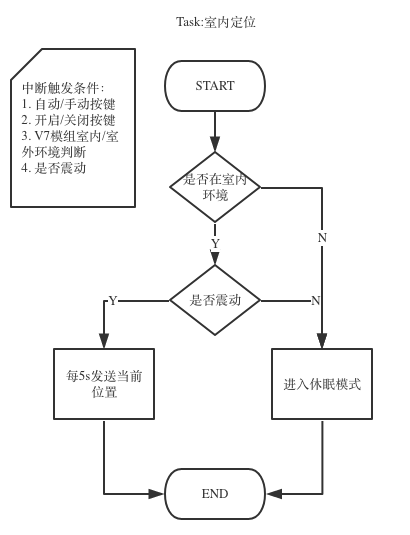 Task:室内定位
中断触发条件：
1. 自动/手动按键
2. 开启/关闭按键
3. V7模组室内/室
外环境判断
4. 是否震动
START
是否在室内
环境
N
Y
是否震动
Y
N
每5s发送当前
位置
进入休眠模式
END